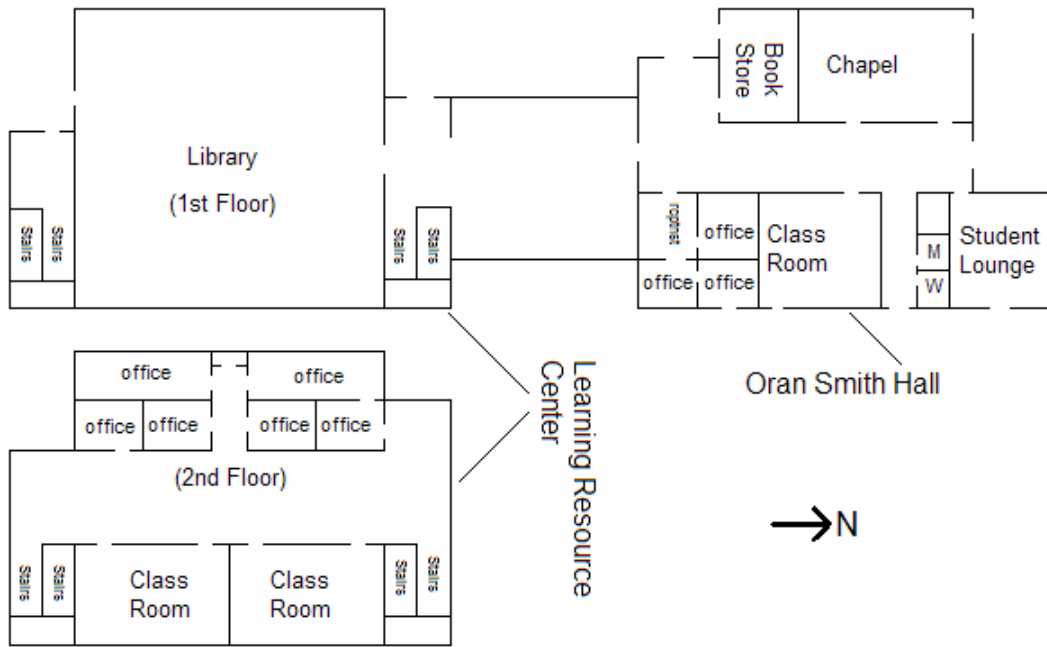 Library
(1st Floor)
Stairs
Stairs
Stairs
Stairs
Book
Store
Chapel
rcptnst
office
office
office
Class
Room
M
W
Student
Lounge
Oran Smith Hall
Learning Resource
Center
office
office
office
office
office
office
(2nd Floor)
Stairs
Stairs
Class
Room
Class
Room
Stairs
Stairs
N